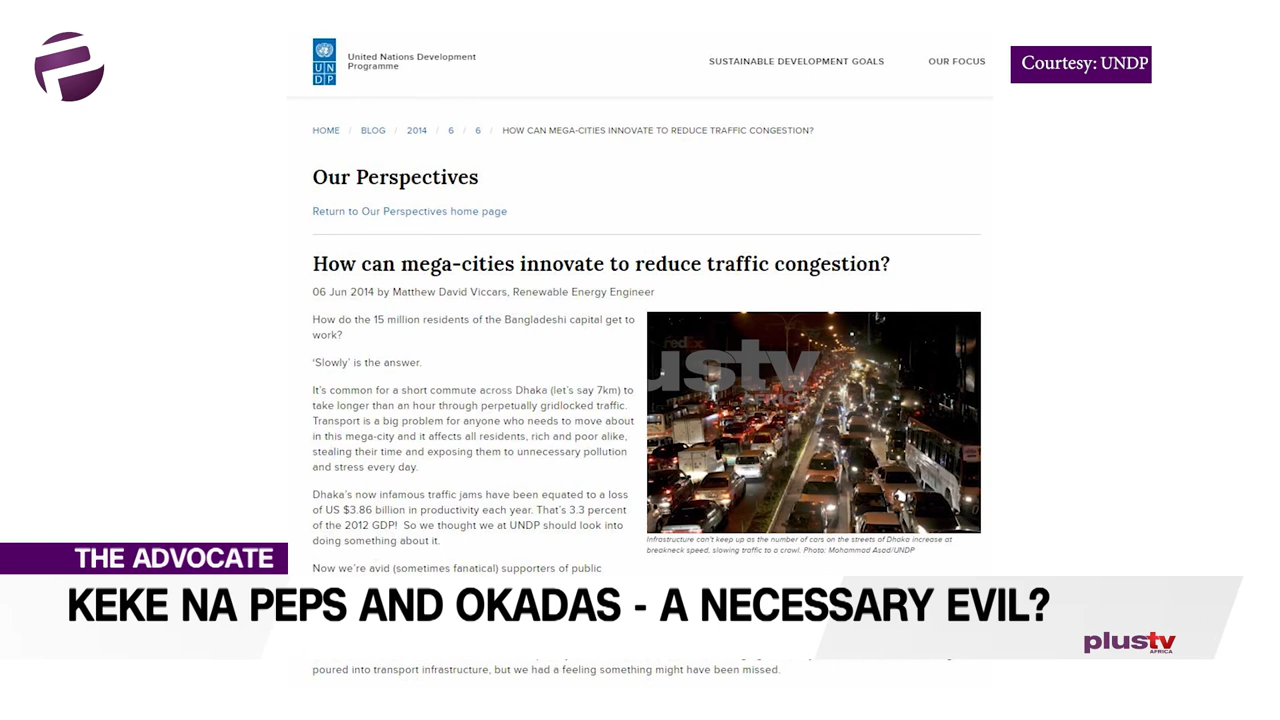 United Nations Development
Programme
U N
D P
SUSTAINABLE DEVELOPMENT GOALS
OUR FOCUS
Courtesy: UNDP
HOME / BLOG / 2014 / 6 / 6 / HOW CAN MEGA-CITIES INNOVATE TO REDUCE TRAFFIC CONGESTION?
Our Perspectives
Return to Our Perspectives home page
How can mega-cities innovate to reduce traffic congestion?
06 Jun 2014 by Matthew David Viccars, Renewable Energy Engineer
How do the 15 million residents of the Bangladeshi capital get to
work?
‘Slowly’ is the answer.
It’s common for a short commute across Dhaka (let’s say 7km) to
take longer than an hour through perpetually gridlocked traffic.
Transport is a big problem for anyone who needs to move about
in this mega-city and it affects all residents, rich and poor alike,
stealing their time and exposing them to unnecessary pollution
and stress every day.
Dhaka’s now infamous traffic jams have been equated to a loss
of US $3.86 billion in productivity each year. That’s 3.3 percent
of the 2012 GDP! So we thought we at UNDP should look into
doing something about it.
Now we’re avid (sometimes fanatical) supporters of public
FedEx
plustv
AFRICA
Infrastructure can’t keep up as the number of cars on the streets of Dhaka increase at
breakneck speed, slowing traffic to a crawl. Photo: Mohammad Asad/UNDP
THE ADVOCATE
KEKE NA PEPS AND OKADAS - A NECESSARY EVIL?
plustv
AFRICA
poured into transport infrastructure, but we had a feeling something might have been missed.